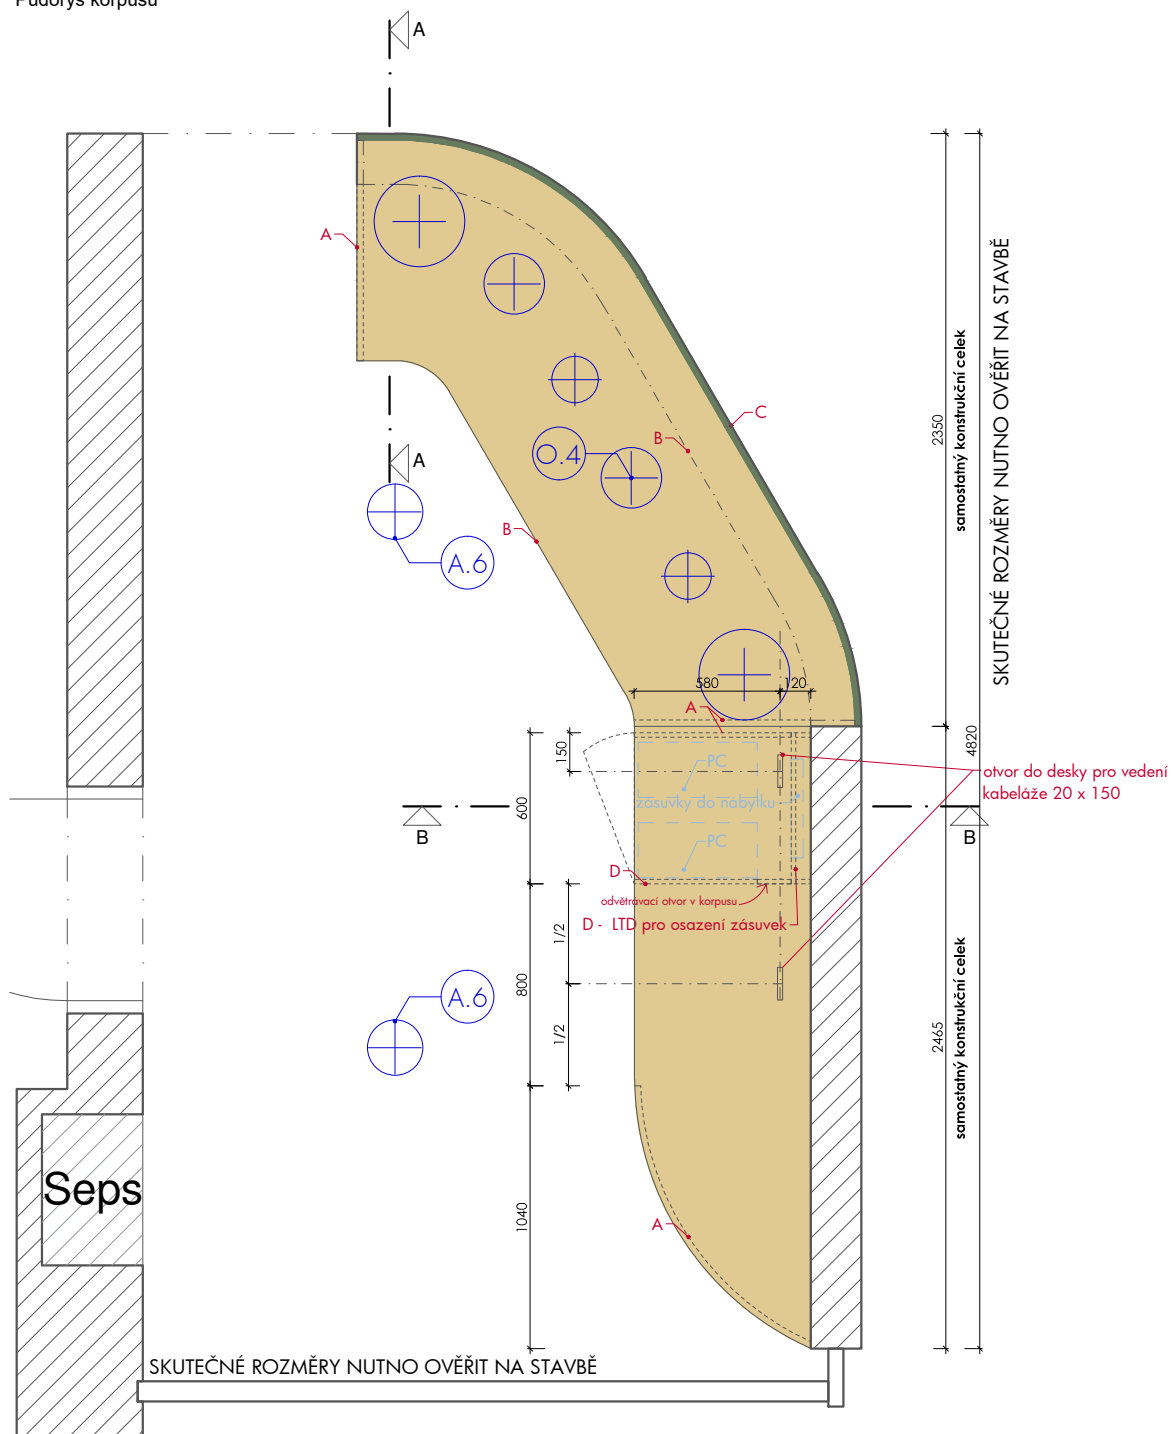 Půdorys korpusu
A
A
C
B
O.4
A
B
A.6
2350
samostatný konstrukční celek
SKUTEČNÉ ROZMĚRY NUTNO OVĚŘIT NA STAVBĚ
580
120
A
150
PC
zásuvky do nábytku
600
PC
B
B
4820
otvor do desky pro vedení
kabeláže 20 x 150
D
odvětrávací otvor v korpusu
D - LTD pro osazení zásuvek
1/2
800
1/2
A.6
2465
samostatný konstrukční celek
Seps
1040
A
SKUTEČNÉ ROZMĚRY NUTNO OVĚŘIT NA STAVBĚ